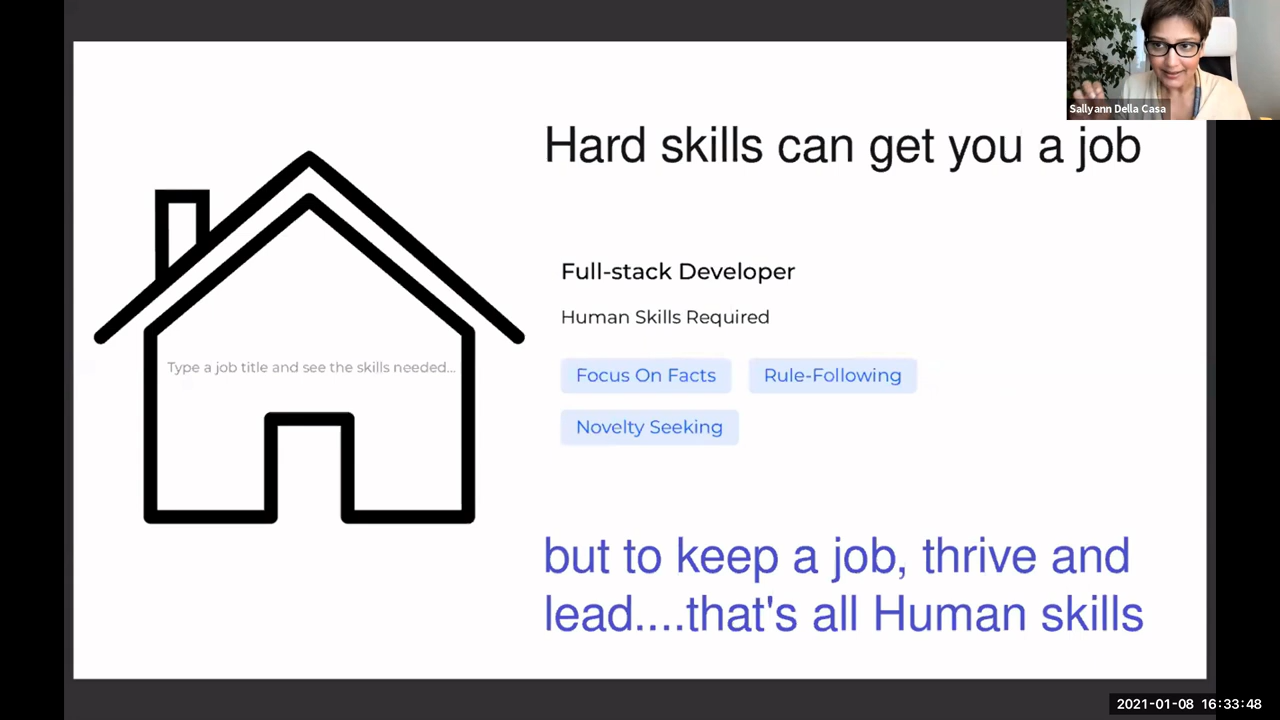 Sallyann Della Casa
Hard skills can get you a job
Full-stack Developer
Human Skills Required
Type a job title and see the skills needed...
Focus On Facts
Rule-Following
Novelty Seeking
but to keep a job, thrive and
lead....that's all Human skills
2021-01-08 16:33:48